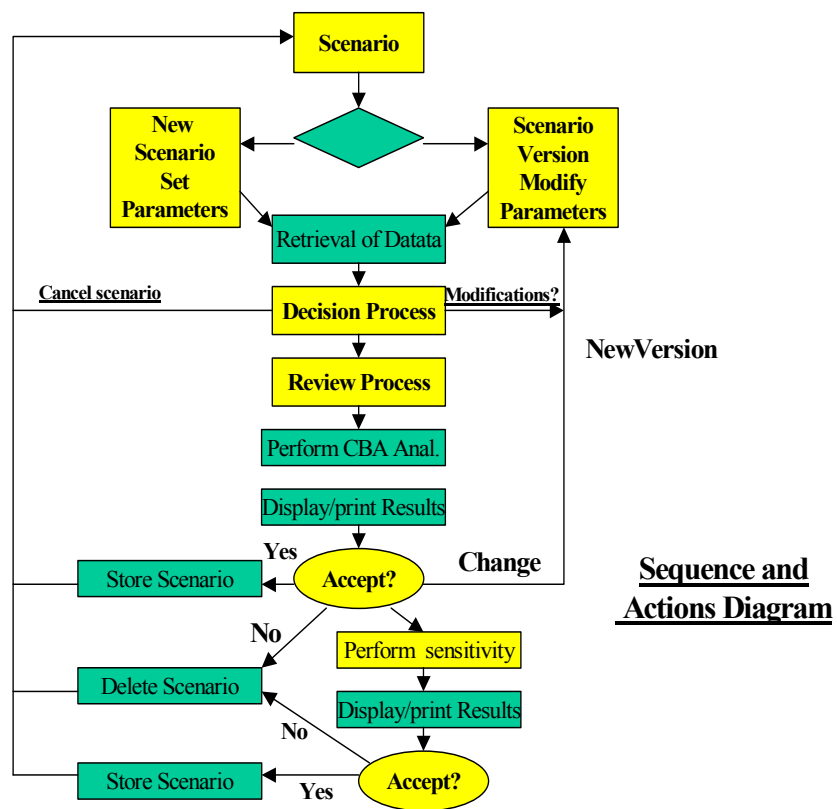 Scenario
New
Scenario
Set
Parameters
Scenario
Version
Modify
Parameters
Retrieval of Datata
Cancel scenario
Decision Process
Modifications?
NewVersion
Review Process
Perform CBA Anal.
Display/print Results
Yes
Store Scenario
Accept?
Change
Sequence and
Actions Diagram
No
Perform sensitivity
Delete Scenario
Display/print Results
No
Store Scenario
Yes
Accept?